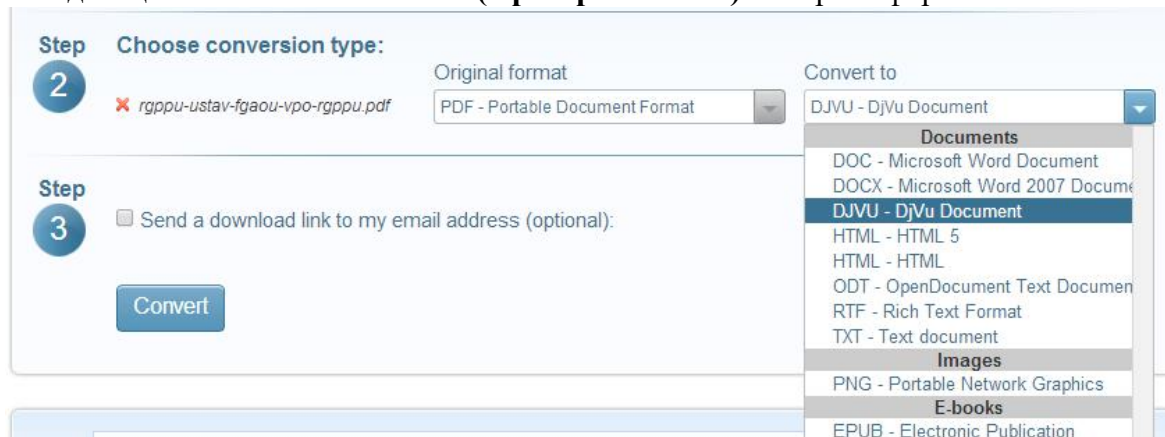 Step
2
Choose conversion type:
Original format
Convert to
rgppu-ustav-fgaou-vpo-rgppu.pdf
PDF - Portable Document Format
DJVU - DjVu Document
Documents
DOC - Microsoft Word Document
DOCX - Microsoft Word 2007 Docume
DJVU - DjVu Document
HTML - HTML 5
HTML - HTML
ODT - OpenDocument Text Documen
RTF - Rich Text Format
TXT - Text document
Images
PNG - Portable Network Graphics
E-books
EPUB - Electronic Publication
Step
3
Send a download link to my email address (optional):
Convert